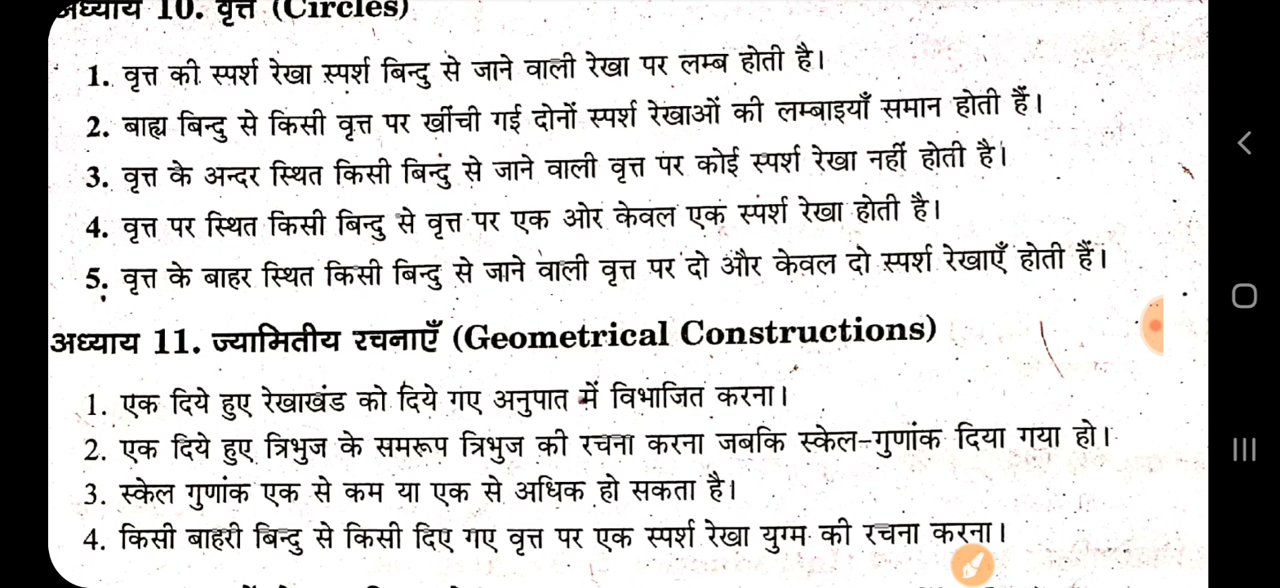 अध्याय 10. वृत्त (Circles)
1. वृत्त की स्पर्श रेखा स्पर्श बिन्दु से जाने वाली रेखा पर लम्ब होती है।
2. बाह्य बिन्दु से किसी वृत्त पर खींची गई दोनों स्पर्श रेखाओं की लम्बाइयाँ समान होती हैं।
3. वृत्त के अन्दर स्थित किसी बिन्दु से जाने वाली वृत्त पर कोई स्पर्श रेखा नहीं होती है।
4. वृत्त पर स्थित किसी बिन्दु से वृत्त पर एक ओर केवल एक स्पर्श रेखा होती है।
5. वृत्त के बाहर स्थित किसी बिन्दु से जाने वाली वृत्त पर दो और केवल दो स्पर्श रेखाएँ होती हैं।
अध्याय 11. ज्यामितीय रचनाएँ (Geometrical Constructions)
1. एक दिये हुए रेखाखंड को दिये गए अनुपात में विभाजित करना।
2. एक दिये हुए त्रिभुज के समरूप त्रिभुज की रचना करना जबकि स्केल-गुणांक दिया गया हो।
3. स्केल गुणांक एक से कम या एक से अधिक हो सकता है।
4. किसी बाहरी बिन्दु से किसी दिए गए वृत्त पर एक स्पर्श रेखा युग्म की रचना करना।